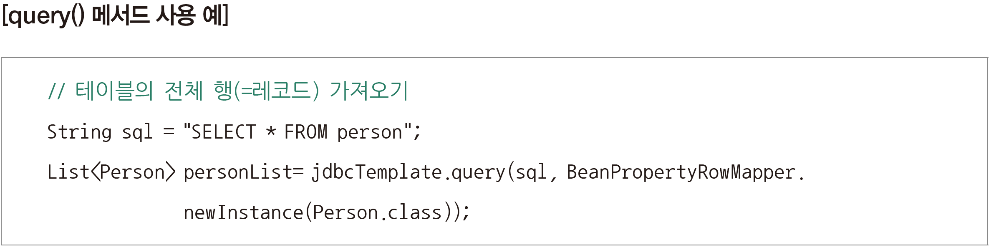 [query() 메서드 사용 예]
// 테이블의 전체 행(=레코드) 가져오기
String sql = "SELECT * FROM person";
List<Person> personList= jdbcTemplate.query(sql, BeanPropertyRowMapper.
newInstance(Person.class));